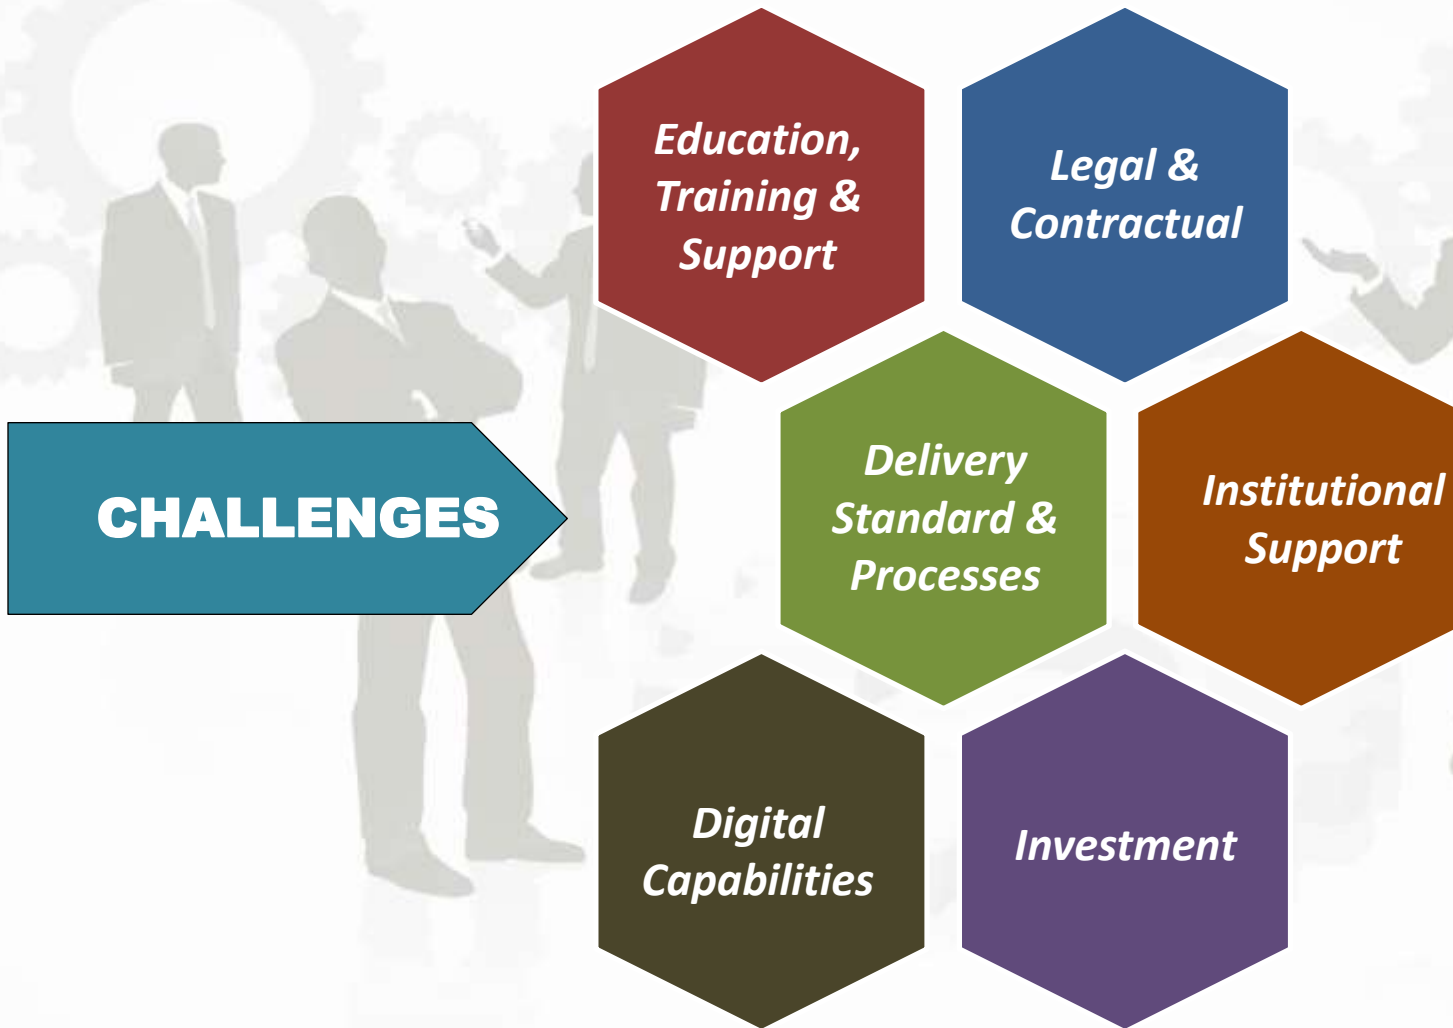 CHALLENGES
Education,
Training &
Support
Legal &
Contractual
Delivery
Standard &
Processes
Institutional
Support
Digital
Capabilities
Investment